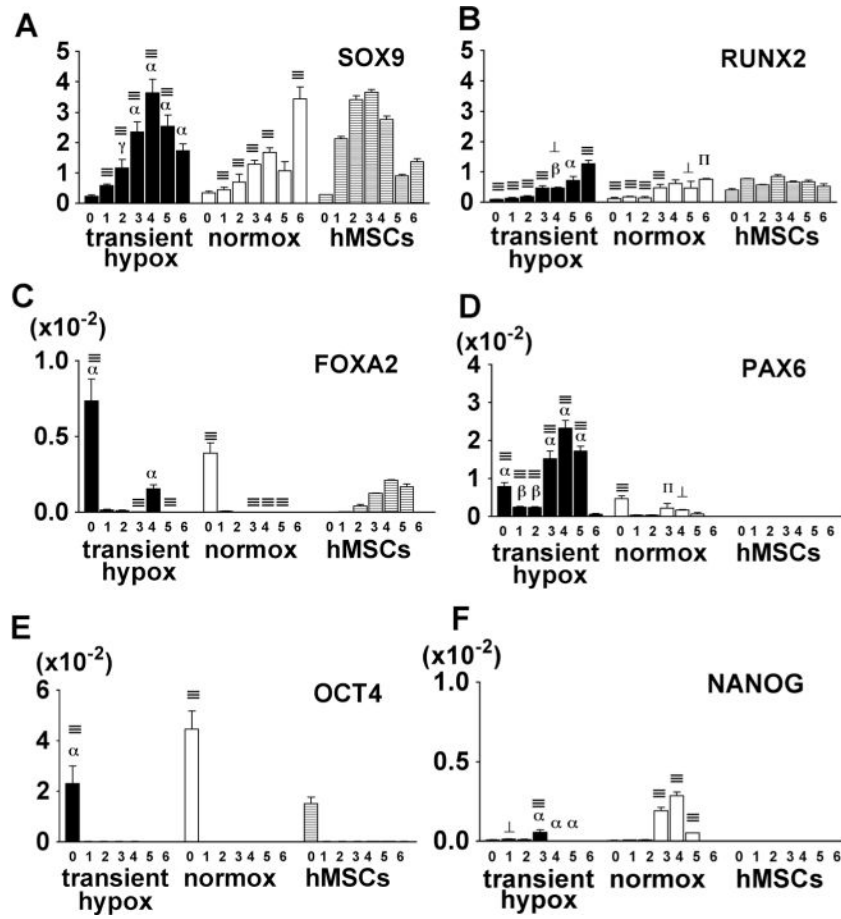 A
SOX9
5
4
3
2
1
0
≡ ≡ α ≡ α ≡ α α
≡ γ
≡ ≡ ≡ ≡ ≡
0 1 2 3 4 5 6 0 1 2 3 4 5 6 0 1 2 3 4 5 6
transient hypox normox hMSCs
B
RUNX2
5
4
3
2
1
0
≡ ≡ ≡ ≡ ⊥ β α ≡
≡ ≡ ≡ ≡ ⊥ Π
0 1 2 3 4 5 6 0 1 2 3 4 5 6 0 1 2 3 4 5 6
transient hypox normox hMSCs
C
(x10⁻²)
FOXA2
1.0
0.5
0.0
≡ α ≡ α ≡
≡ ≡ ≡ ≡
0 1 2 3 4 5 6 0 1 2 3 4 5 6 0 1 2 3 4 5 6
transient hypox normox hMSCs
D
(x10⁻²)
PAX6
4
3
2
1
0
≡ α ≡ β ≡ β ≡ α ≡ α ≡ α
≡ Π ⊥
0 1 2 3 4 5 6 0 1 2 3 4 5 6 0 1 2 3 4 5 6
transient hypox normox hMSCs
E
(x10⁻²)
OCT4
6
4
2
0
≡ α
≡
0 1 2 3 4 5 6 0 1 2 3 4 5 6 0 1 2 3 4 5 6
transient hypox normox hMSCs
F
(x10⁻²)
NANOG
1.0
0.5
0.0
⊥ ≡ α α α
≡ ≡ ≡
0 1 2 3 4 5 6 0 1 2 3 4 5 6 0 1 2 3 4 5 6
transient hypox normox hMSCs